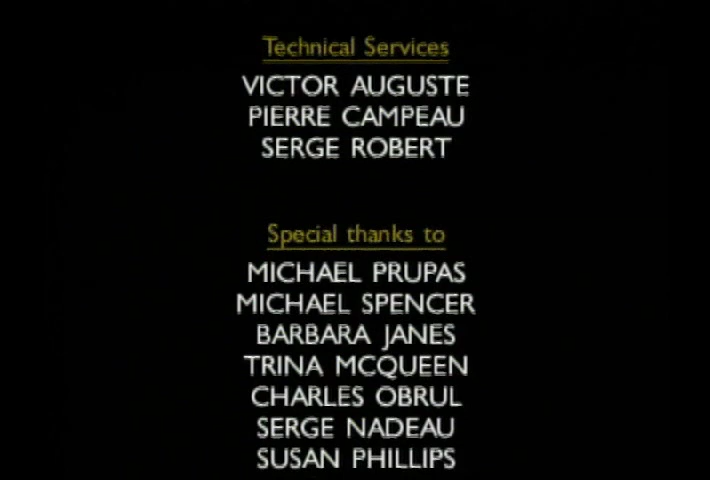 Technical Services
VICTOR AUGUSTE
PIERRE CAMPEAU
SERGE ROBERT
Special thanks to
MICHAEL PRUPAS
MICHAEL SPENCER
BARBARA JANES
TRINA MCQUEEN
CHARLES OBRUL
SERGE NADEAU
SUSAN PHILLIPS